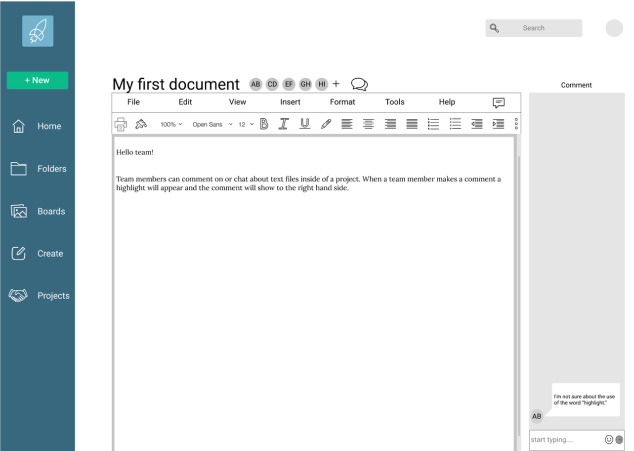 Search
+ New
My first document AB CD EF GH HI +
Comment
File Edit View Insert Format Tools Help
100% Open Sans 12 B I U
Home
Folders
Boards
Create
Projects
Hello team!
Team members can comment on or chat about text files inside of a project. When a team member makes a comment a
highlight will appear and the comment will show to the right hand side.
I'm not sure about the use
of the word "highlight."
AB
start typing....